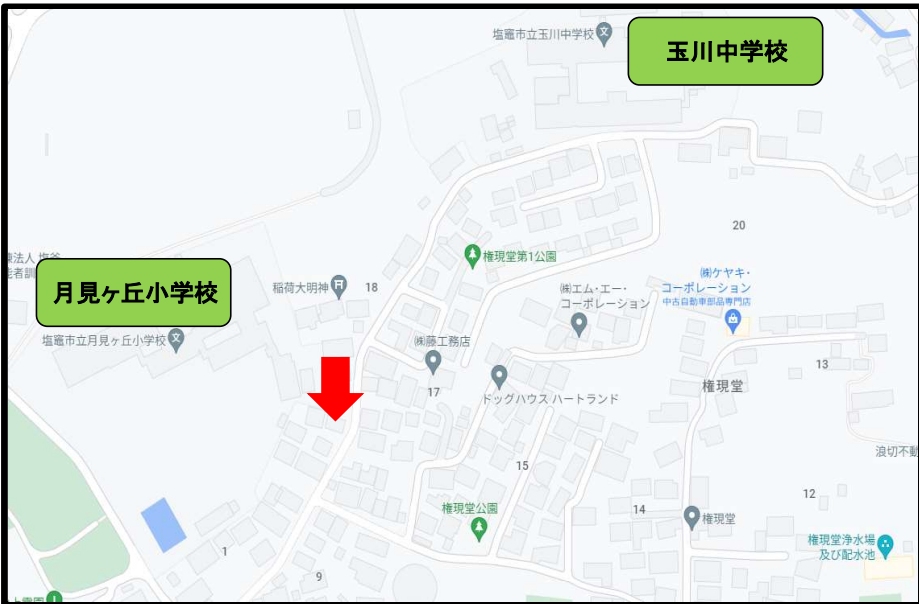 塩竈市立玉川中学校
玉川中学校
20
権現堂第1公園
稲荷大明神
18
㈱エム・エー・
コーポレーション
㈱ケヤキ・
コーポレーション
中古自動車部品専門店
月見ヶ丘小学校
塩竈市立月見ヶ丘小学校
㈱藤工務店
17
ドッグハウス ハートランド
権現堂
13
浪切不動
15
12
権現堂公園
14
権現堂
権現堂浄水場
及び配水池
1
9